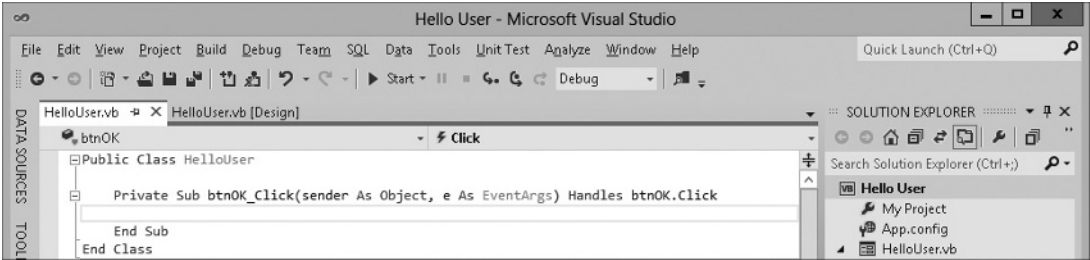 Hello User - Microsoft Visual Studio
File Edit View Project Build Debug Team SQL Data Tools Unit Test Analyze Window Help
Quick Launch (Ctrl+Q)
Start
Debug
HelloUser.vb
HelloUser.vb [Design]
btnOK
Click
Public Class HelloUser
Private Sub btnOK_Click(sender As Object, e As EventArgs) Handles btnOK.Click
End Sub
End Class
DATA SOURCES
SOLUTION EXPLORER
Search Solution Explorer (Ctrl+;)
VB Hello User
My Project
App.config
HelloUser.vb